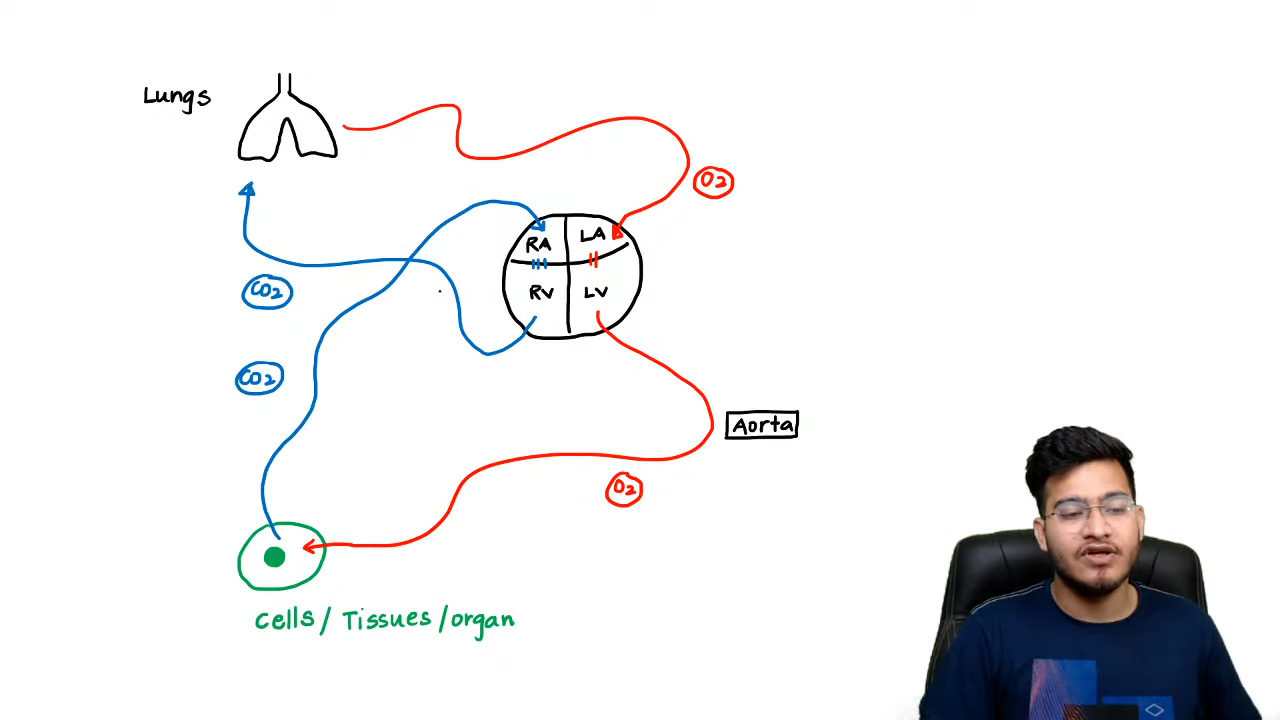 Lungs
O2
RA
LA
CO2
RV
LV
CO2
Aorta
O2
Cells/Tissues/organ